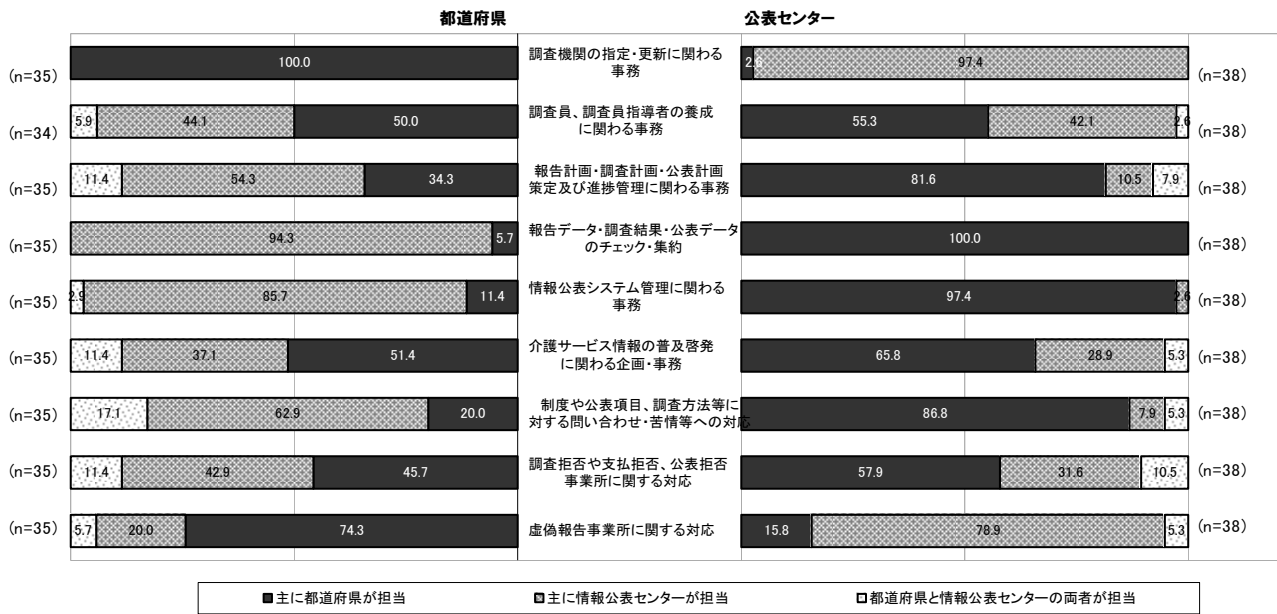 都道府県 公表センター
(n=35) 100.0 調査機関の指定・更新に関わる 2.6 97.4 (n=38)
事務
(n=34) 5.9 44.1 50.0 調査員、調査員指導者の養成 55.3 42.1 2.6 (n=38)
に関わる事務
(n=35) 11.4 54.3 34.3 報告計画・調査計画・公表計画 81.6 10.5 7.9 (n=38)
策定及び進捗管理に関わる事務
(n=35) 94.3 5.7 報告データ・調査結果・公表データ 100.0 (n=38)
のチェック・集約
(n=35) 2.9 85.7 11.4 情報公表システム管理に関わる 97.4 2.6 (n=38)
事務
(n=35) 11.4 37.1 51.4 介護サービス情報の普及啓発 65.8 28.9 5.3 (n=38)
に関わる企画・事務
(n=35) 17.1 62.9 20.0 制度や公表項目、調査方法等に 86.8 7.9 5.3 (n=38)
対する問い合わせ・苦情等への対応
(n=35) 11.4 42.9 45.7 調査拒否や支払拒否、公表拒否 57.9 31.6 10.5 (n=38)
事業所に関する対応
(n=35) 5.7 20.0 74.3 虚偽報告事業所に関する対応 15.8 78.9 5.3 (n=38)
主に都道府県が担当 主に情報公表センターが担当 都道府県と情報公表センターの両者が担当